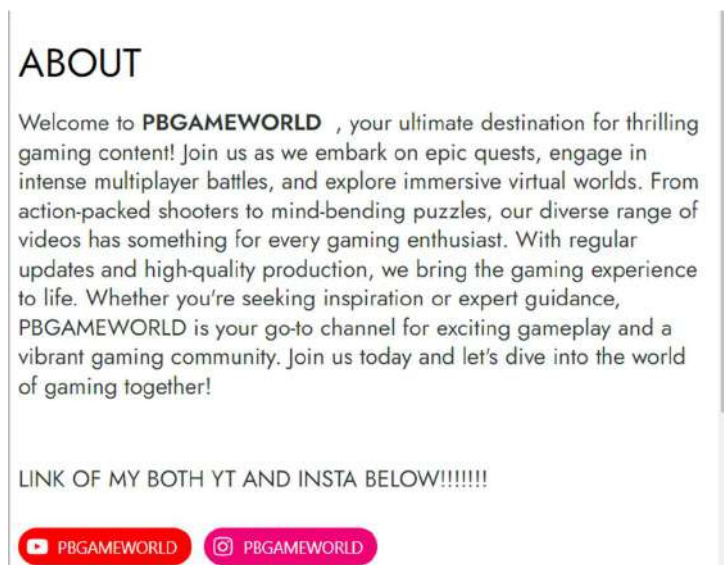 ABOUT
Welcome to PBGAMEWORLD , your ultimate destination for thrilling
gaming content! Join us as we embark on epic quests, engage in
intense multiplayer battles, and explore immersive virtual worlds. From
action-packed shooters to mind-bending puzzles, our diverse range of
videos has something for every gaming enthusiast. With regular
updates and high-quality production, we bring the gaming experience
to life. Whether you're seeking inspiration or expert guidance,
PBGAMEWORLD is your go-to channel for exciting gameplay and a
vibrant gaming community. Join us today and let's dive into the world
of gaming together!
LINK OF MY BOTH YT AND INSTA BELOW!!!!!!!
PBGAMEWORLD PBGAMEWORLD